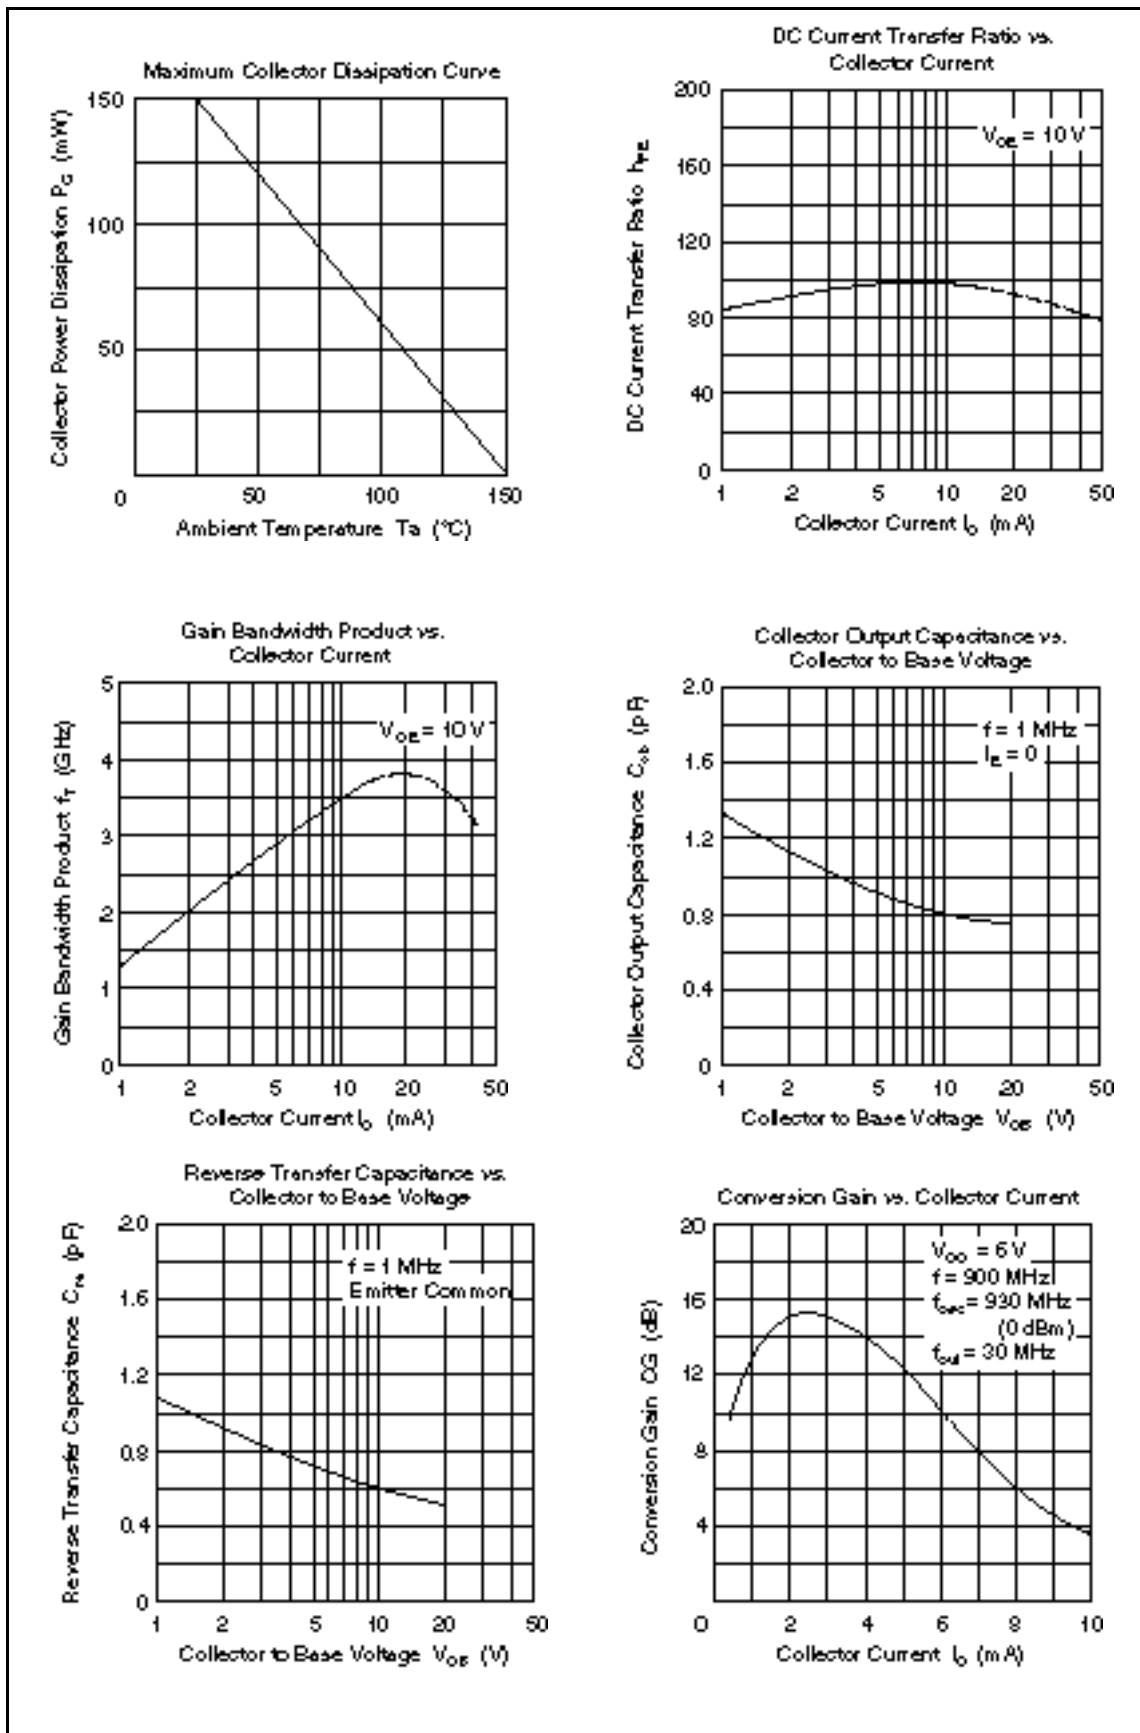 Maximum Collector Dissipation Curve
Collector Power Dissipation P_C (mW)
150
100
50
0
50
100
150
Ambient Temperature Ta (°C)
DC Current Transfer Ratio vs.
Collector Current
DC Current Transfer Ratio h_FE
200
160
120
80
40
0
V_CE = 10 V
1
2
5
10
20
50
Collector Current I_C (mA)
Gain Bandwidth Product vs.
Collector Current
Gain Bandwidth Product f_T (GHz)
5
4
3
2
1
0
V_CE = 10 V
1
2
5
10
20
50
Collector Current I_C (mA)
Collector Output Capacitance vs.
Collector to Base Voltage
Collector Output Capacitance C_ob (pF)
2.0
1.6
1.2
0.8
0.4
0
f = 1 MHz
I_E = 0
1
2
5
10
20
50
Collector to Base Voltage V_CB (V)
Reverse Transfer Capacitance vs.
Collector to Base Voltage
Reverse Transfer Capacitance C_re (pF)
2.0
1.6
1.2
0.8
0.4
0
f = 1 MHz
Emitter Common
1
2
5
10
20
50
Collector to Base Voltage V_CB (V)
Conversion Gain vs. Collector Current
Conversion Gain CG (dB)
20
16
12
8
4
0
V_CC = 6 V
f = 900 MHz
f_osc = 930 MHz
(0 dBm)
f_out = 30 MHz
2
4
6
8
10
Collector Current I_C (mA)